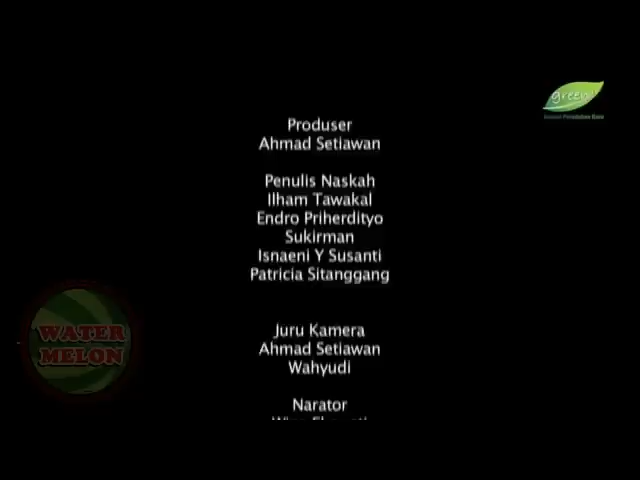 green
Produser
Ahmad Setiawan
Penulis Naskah
Ilham Tawakal
Endro Priherdityo
Sukirman
Isnaeni Y Susanti
Patricia Sitanggang
WATER
MELON
Juru Kamera
Ahmad Setiawan
Wahyudi
Narator